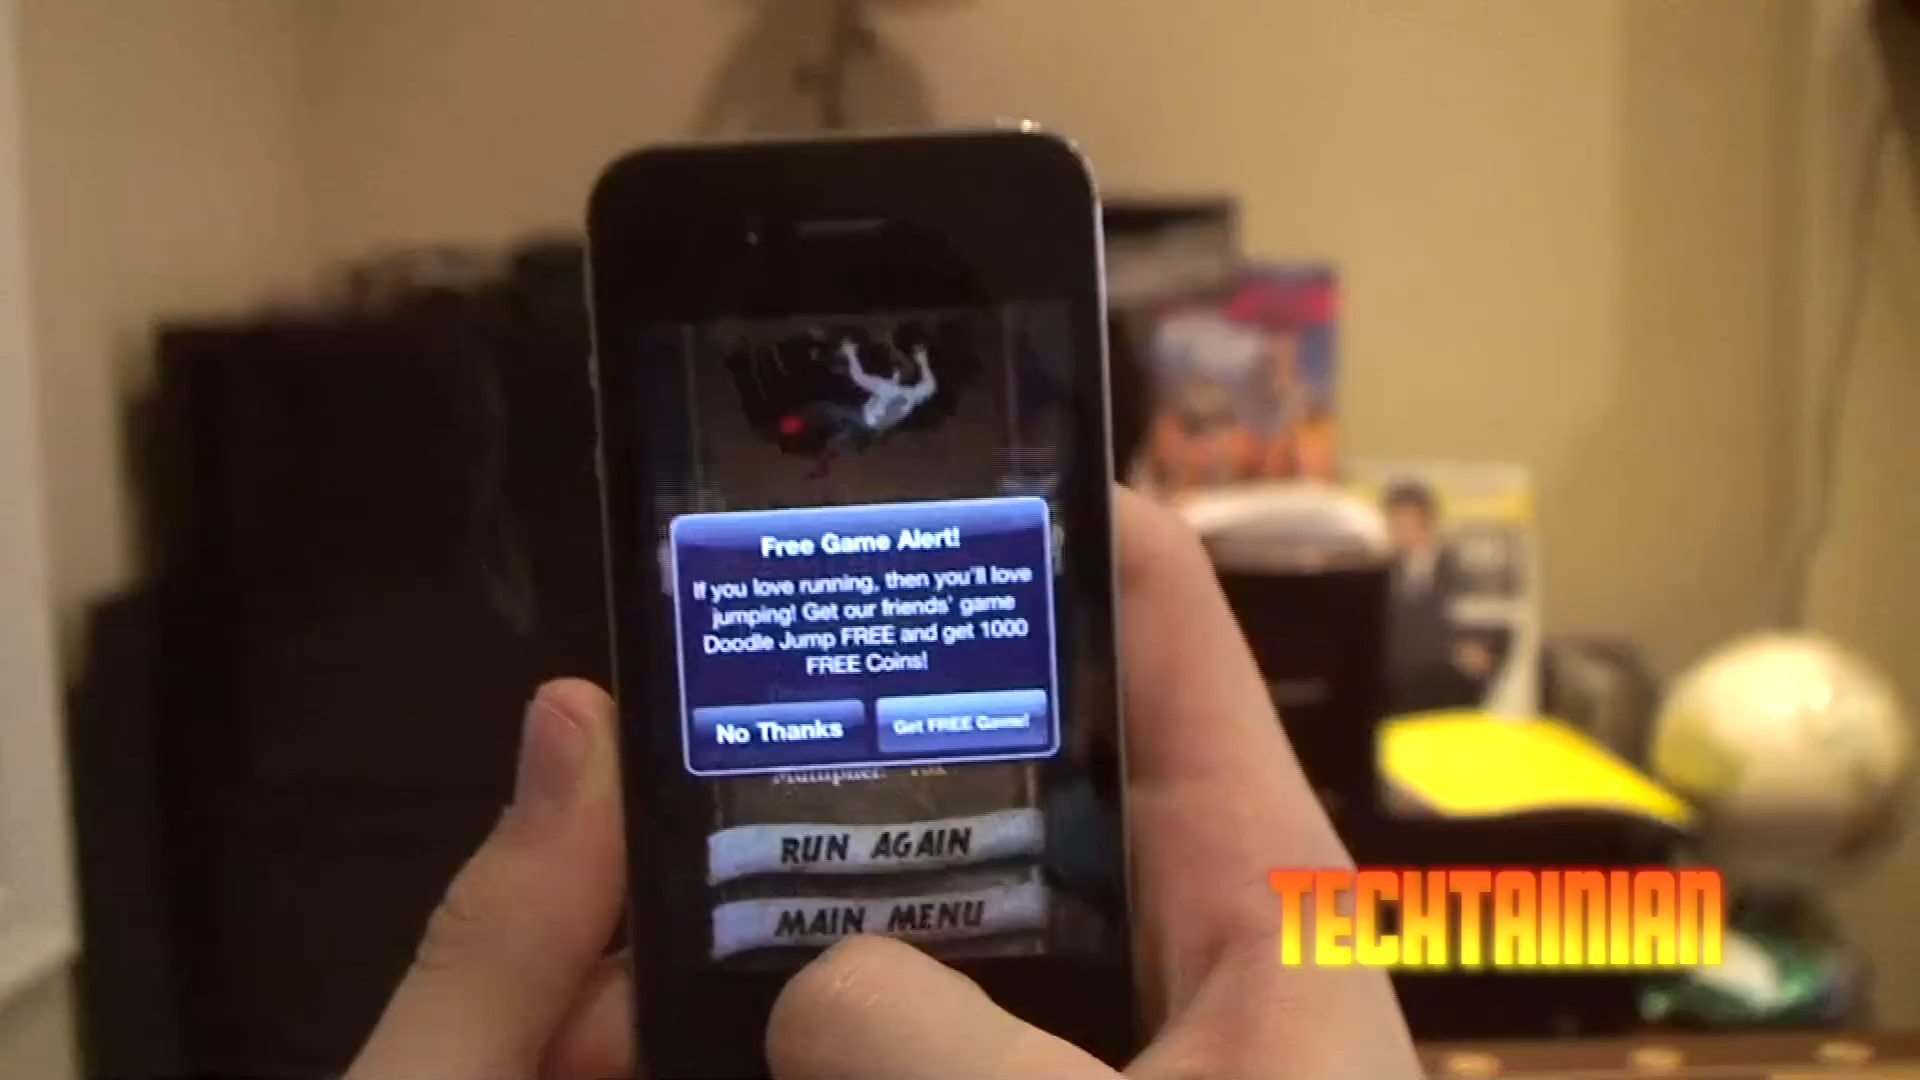 Free Game Alert!
If you love running, then you'll love
jumping! Get our friends' game
Doodle Jump FREE and get 1000
FREE Coins!
No Thanks
Get FREE Game!
RUN AGAIN
MAIN MENU
TECHTAINIAN